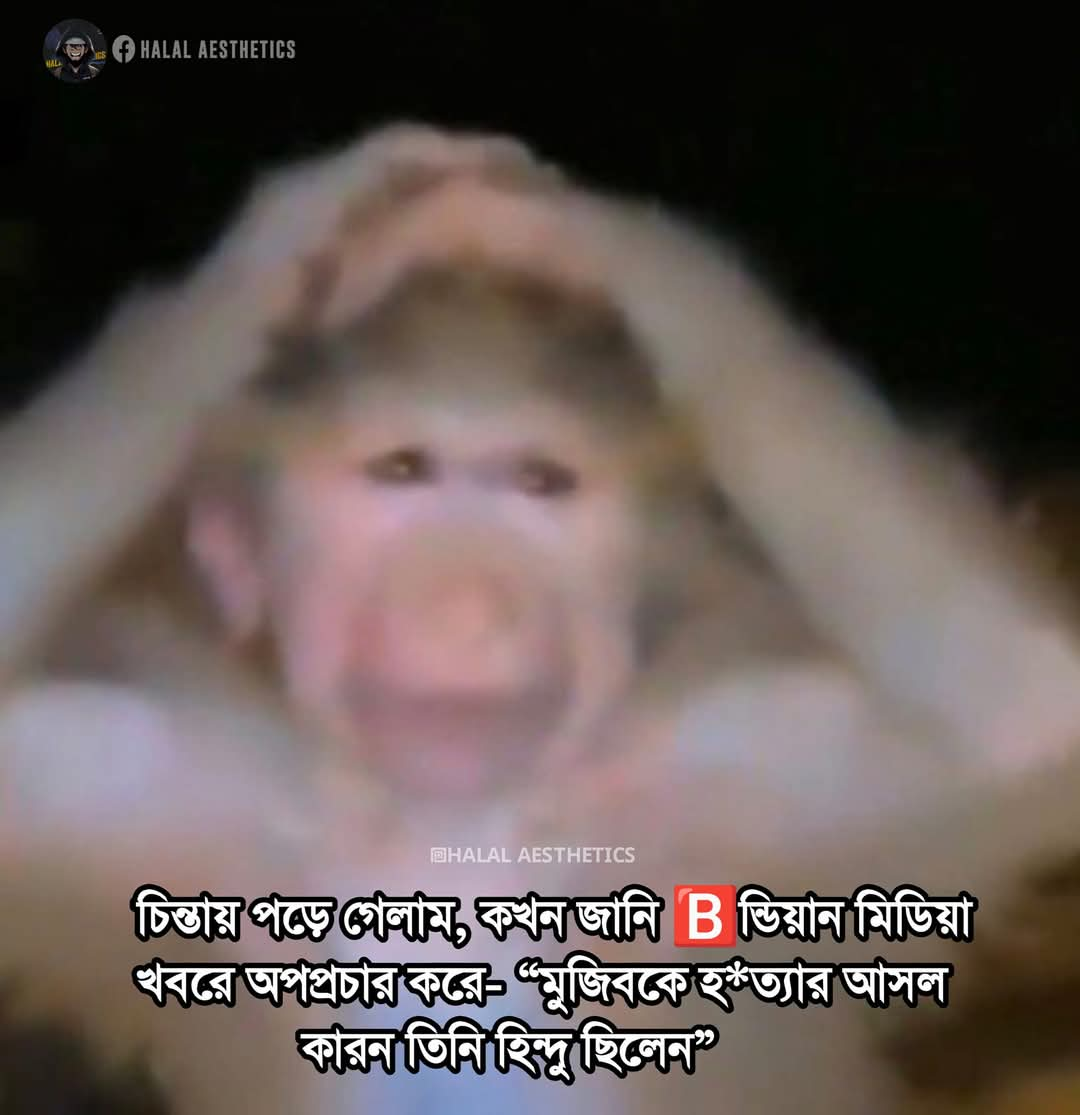 HALAL AESTHETICS
HALAL AESTHETICS
চিন্তায় পড়ে গেলাম, কখন জানি 🅱️ন্ডিয়ান মিডিয়া
খবরে অপপ্রচার করে- “মুজিবকে হ*ত্যার আসল
কারন তিনি হিন্দু ছিলেন”